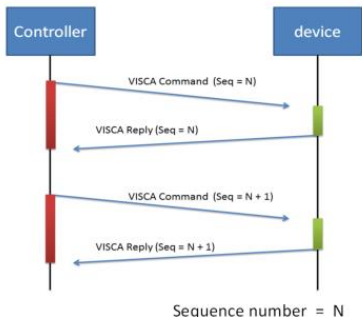 Controller
device
VISCA Command (Seq = N)
VISCA Reply (Seq = N)
VISCA Command (Seq = N + 1)
VISCA Reply (Seq = N + 1)
Sequence number = N